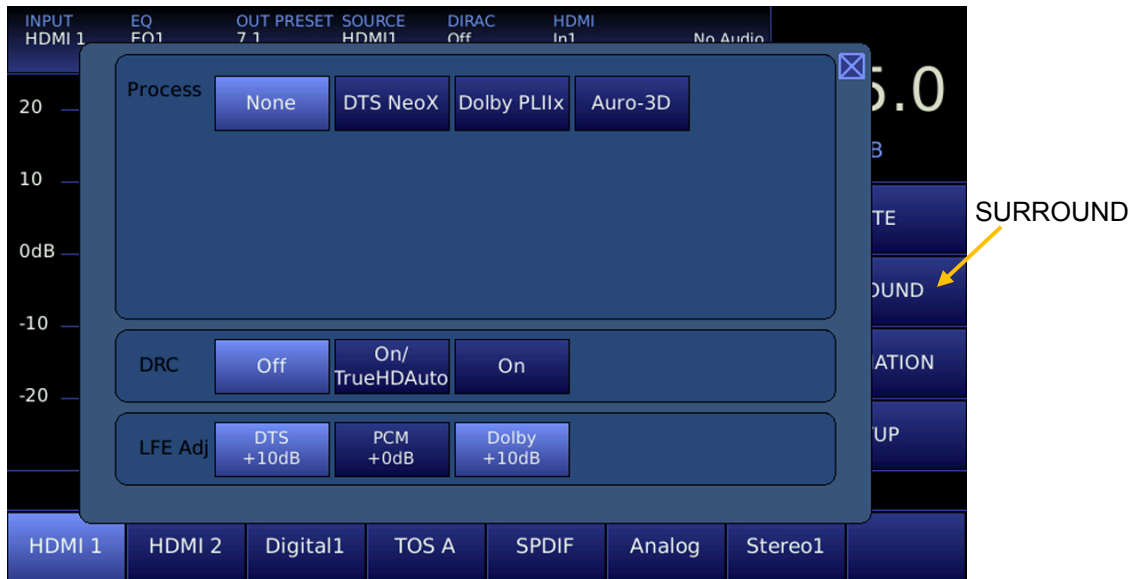 INPUT EQ OUT PRESET SOURCE DIRAC HDMI
HDMI 1 EQ1 7.1 HDMI1 Off In1 No Audio
5.0
B
20
10
0dB
-10
-20
Process None DTS NeoX Dolby PLIIx Auro-3D
DRC Off On/ TrueHDAuto On
LFE Adj DTS +10dB PCM +0dB Dolby +10dB
TE
OUND
ATION
UP
SURROUND
HDMI 1 HDMI 2 Digital1 TOS A SPDIF Analog Stereo1